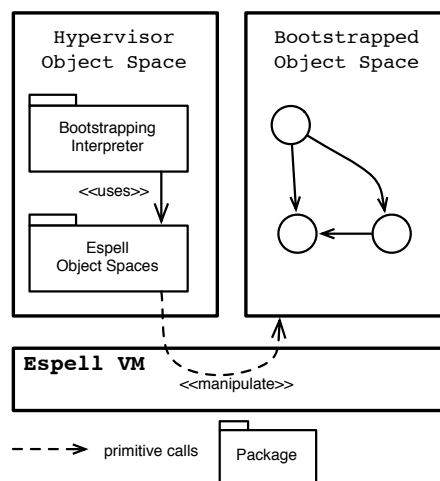 Hypervisor
Object Space
Bootstrapped
Object Space
Bootstrapping
Interpreter
<<uses>>
Espell
Object Spaces
Espell VM
<<manipulate>>
primitive calls
Package